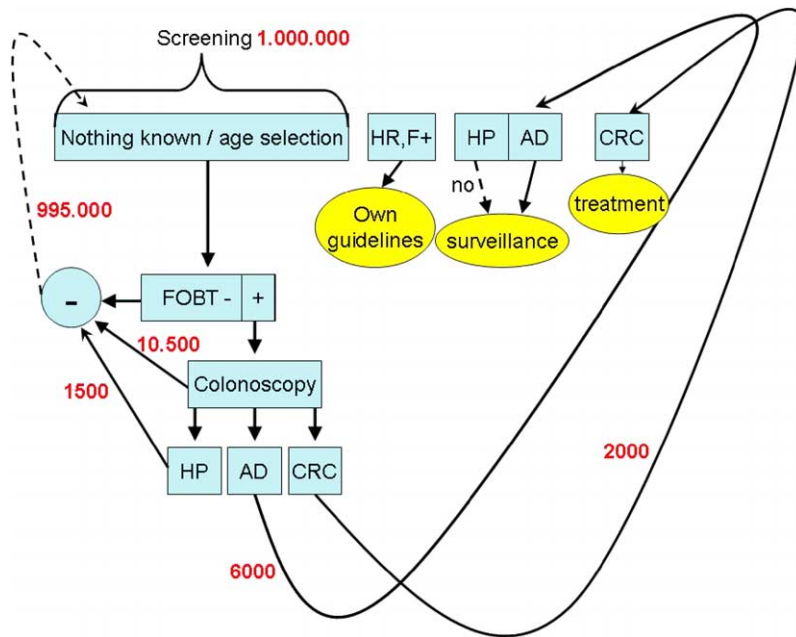 Screening 1.000.000
Nothing known / age selection
HR,F+
HP
AD
CRC
no
Own
guidelines
surveillance
treatment
995.000
-
FOBT -
+
10.500
1500
Colonoscopy
HP
AD
CRC
2000
6000